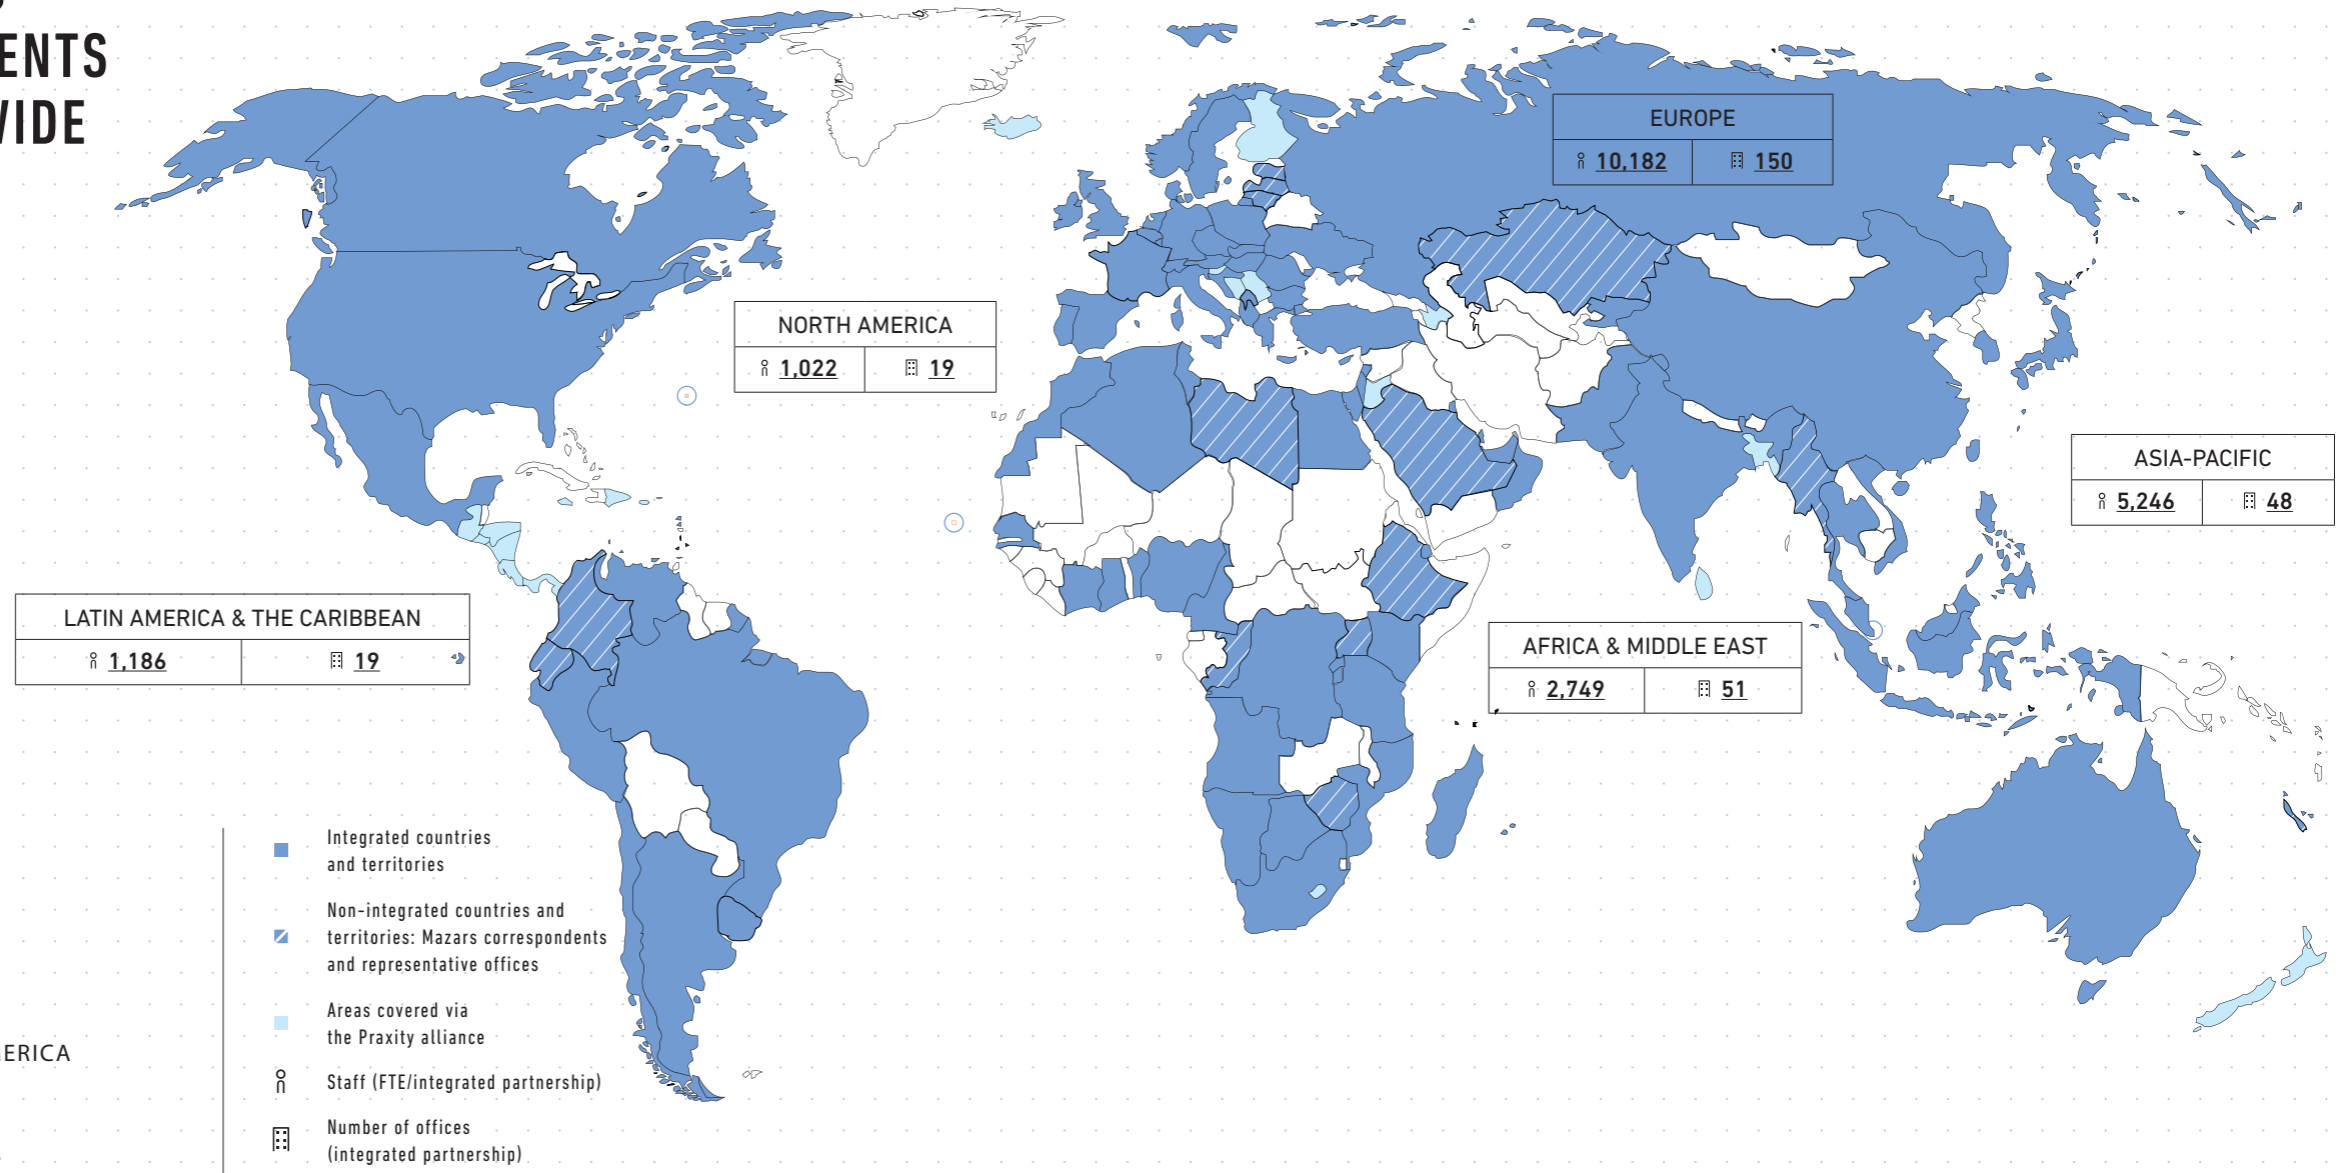 ENTS
WIDE
EUROPE
10,182
150
NORTH AMERICA
1,022
19
ASIA-PACIFIC
5,246
48
LATIN AMERICA & THE CARIBBEAN
1,186
19
AFRICA & MIDDLE EAST
2,749
51
Integrated countries
and territories
Non-integrated countries and
territories: Mazars correspondents
and representative offices
Areas covered via
the Praxity alliance
MERICA
Staff (FTE/integrated partnership)
Number of offices
(integrated partnership)